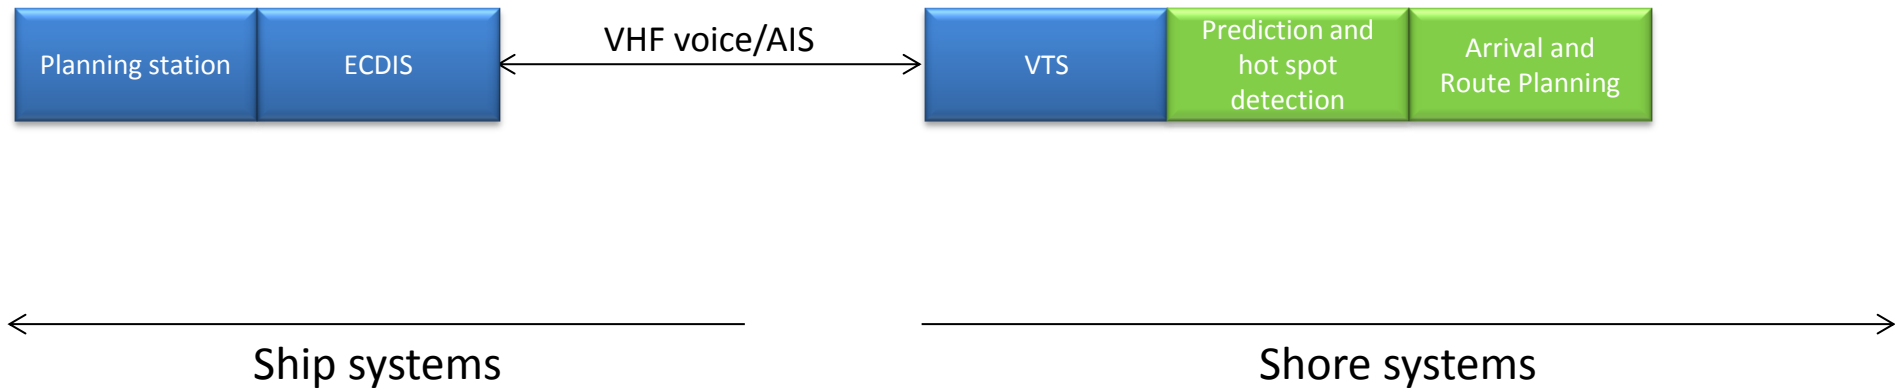 Planning station
ECDIS
VHF voice/AIS
VTS
Prediction and
hot spot
detection
Arrival and
Route Planning
Ship systems
Shore systems